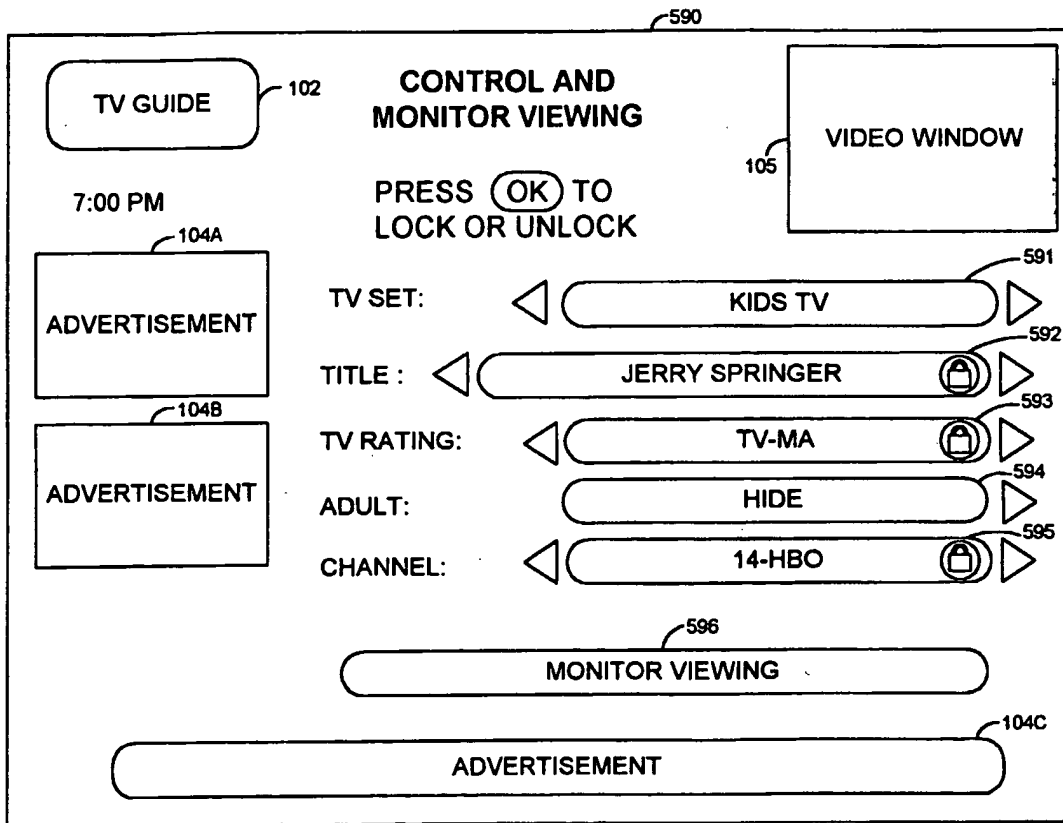 590
TV GUIDE
102
CONTROL AND
MONITOR VIEWING
VIDEO WINDOW
105
7:00 PM
PRESS OK TO
LOCK OR UNLOCK
104A
ADVERTISEMENT
104B
ADVERTISEMENT
591
TV SET:
KIDS TV
592
TITLE :
JERRY SPRINGER
593
TV RATING:
TV-MA
594
ADULT:
HIDE
595
CHANNEL:
14-HBO
596
MONITOR VIEWING
104C
ADVERTISEMENT